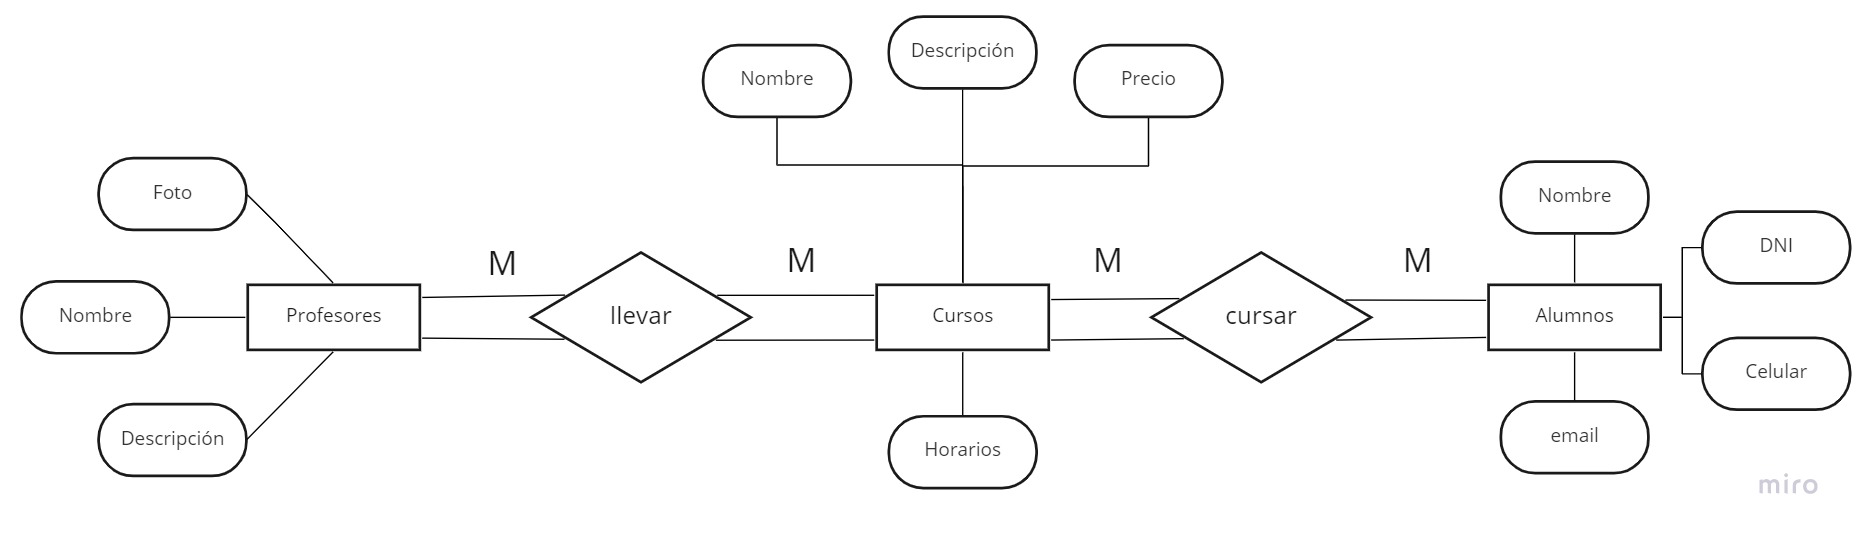 Descripción
Nombre
Precio
Foto
Nombre
DNI
M
M
M
M
Nombre
Profesores
llevar
Cursos
cursar
Alumnos
Celular
Descripción
Horarios
email
miro